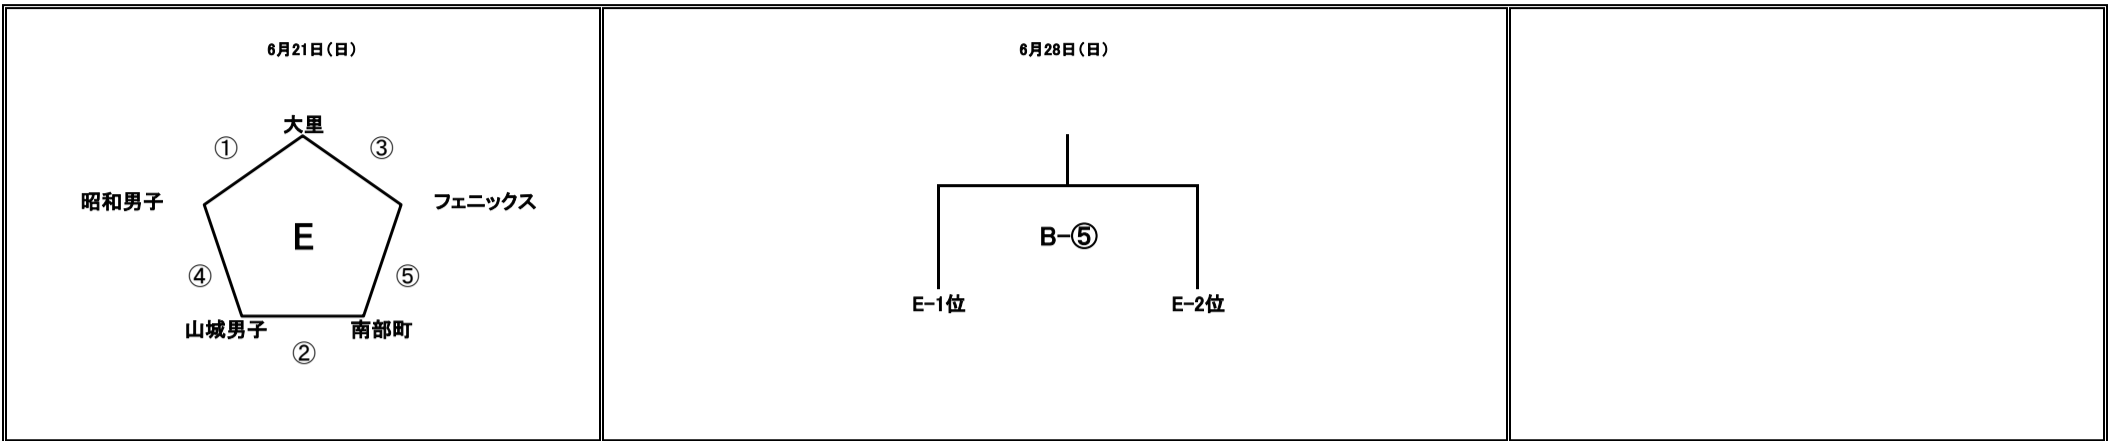 6月21日（日）
大里
①
③
昭和男子
フェニックス
E
④
⑤
山城男子
南部町
②
6月28日（日）
B-⑤
E-1位
E-2位